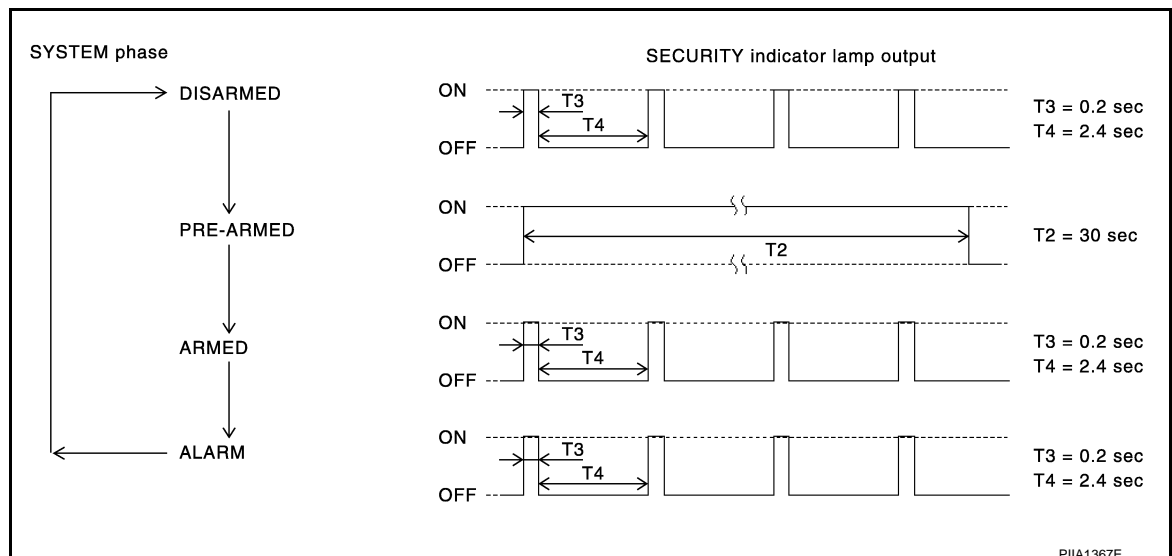 SYSTEM phase
SECURITY indicator lamp output
DISARMED
ON
OFF
T3
T4
T3 = 0.2 sec
T4 = 2.4 sec
PRE-ARMED
ON
OFF
T2
T2 = 30 sec
ARMED
ON
OFF
T3
T4
T3 = 0.2 sec
T4 = 2.4 sec
ALARM
ON
OFF
T3
T4
T3 = 0.2 sec
T4 = 2.4 sec
PIIA1367E